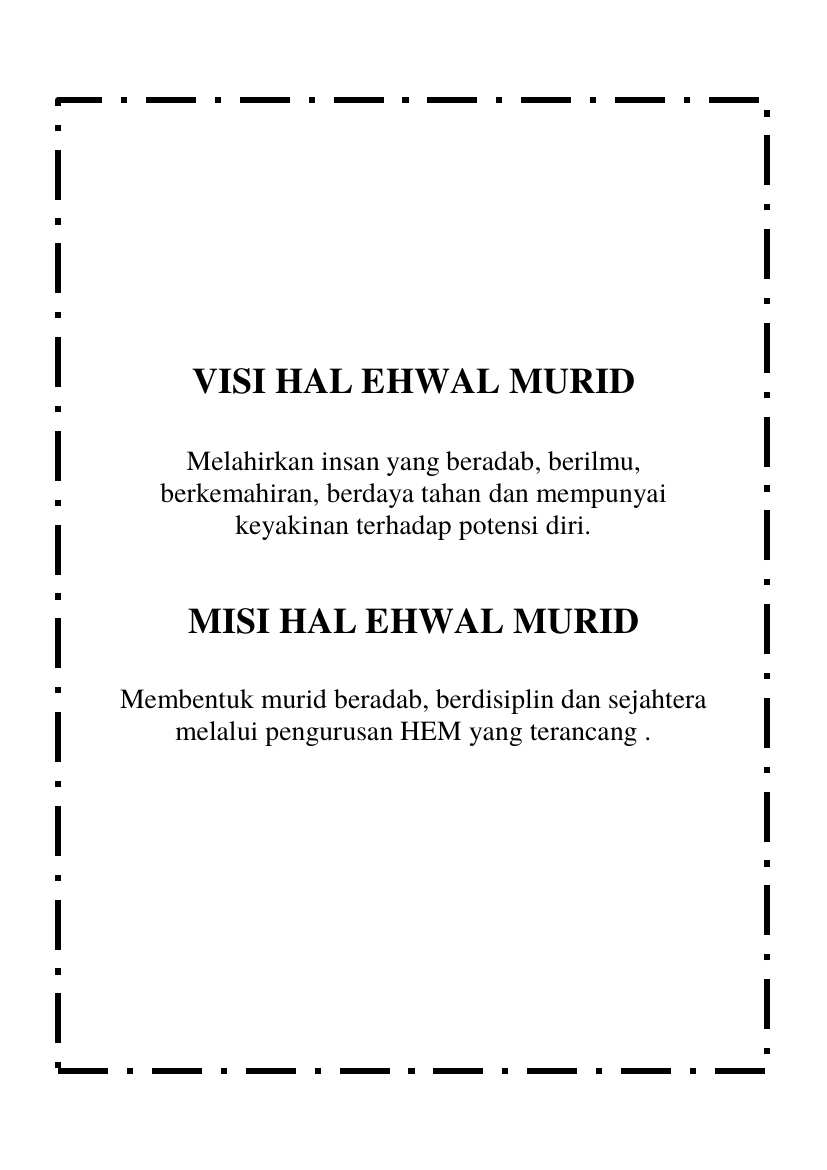 VISI HAL EHWAL MURID
Melahirkan insan yang beradab, berilmu,
berkemahiran, berdaya tahan dan mempunyai
keyakinan terhadap potensi diri.
MISI HAL EHWAL MURID
Membentuk murid beradab, berdisiplin dan sejahtera
melalui pengurusan HEM yang terancang .